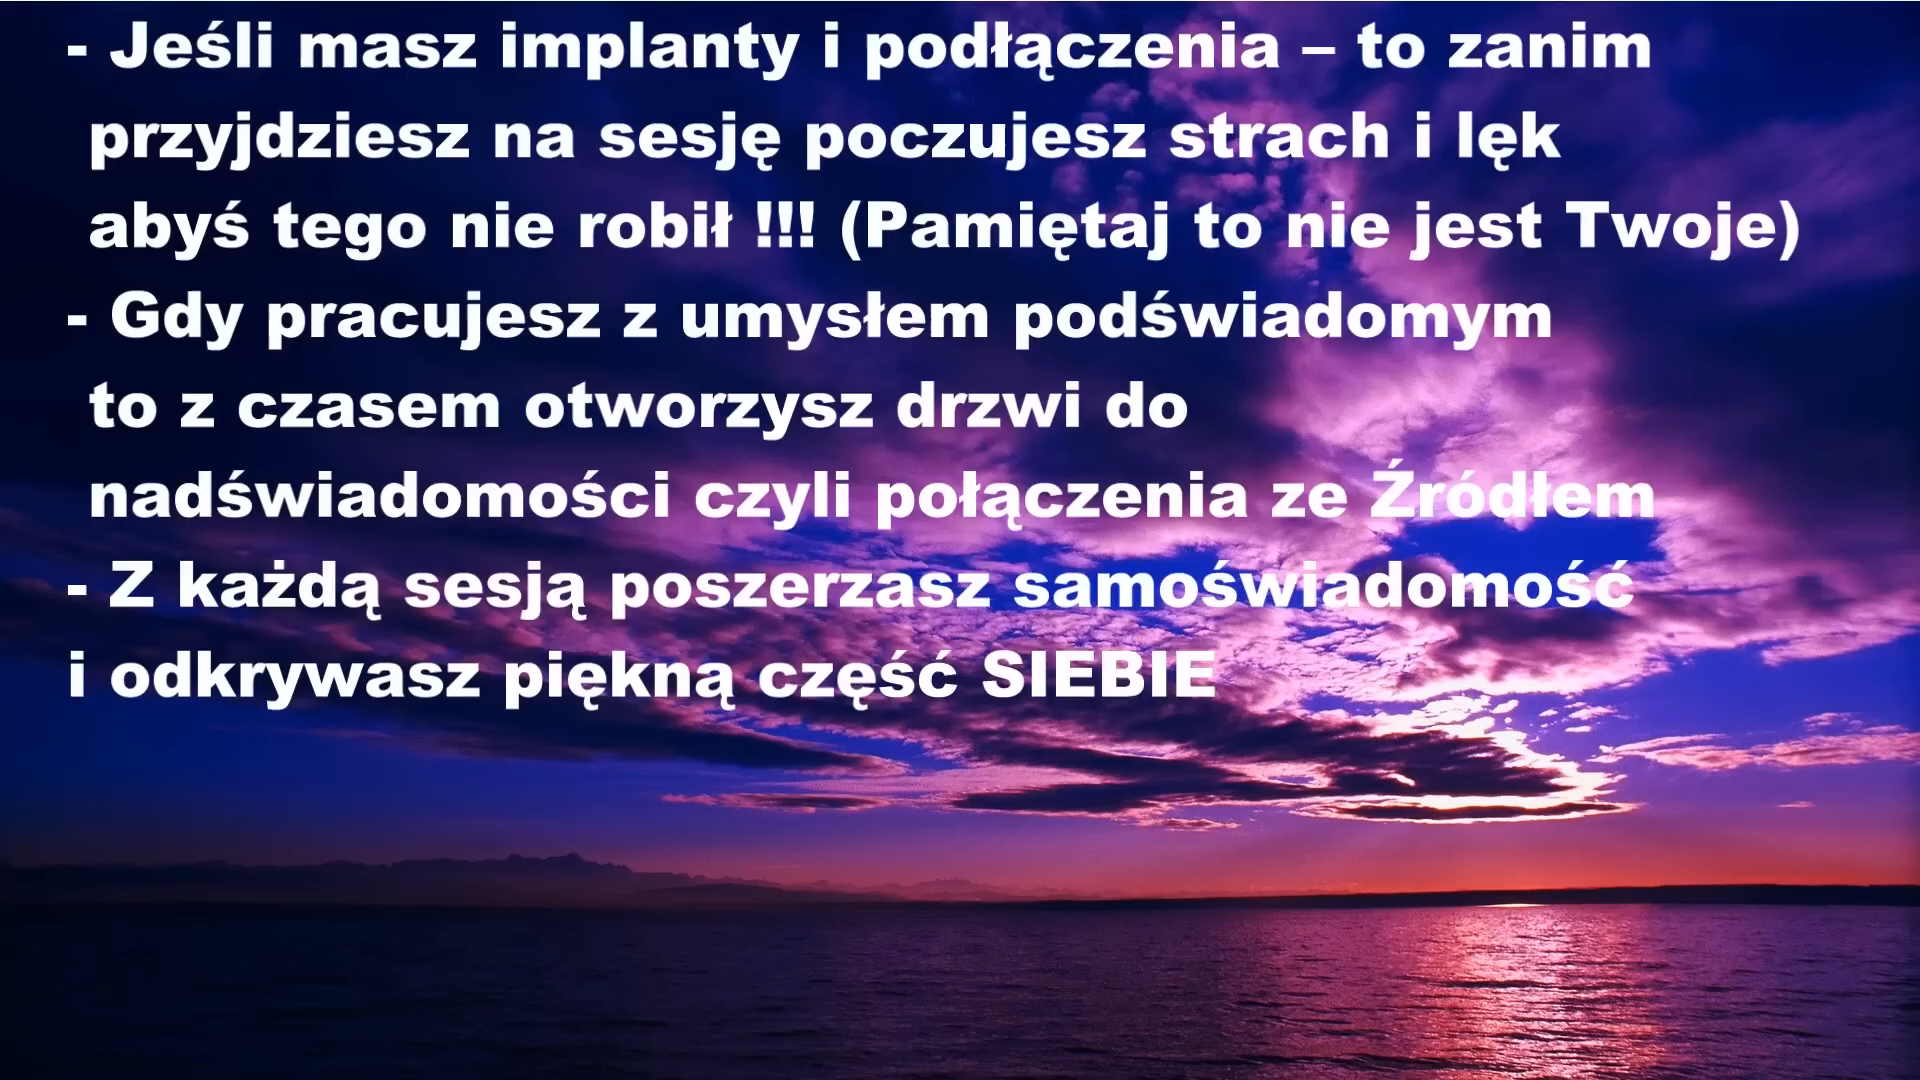 - Jeśli masz implanty i podłączenia – to zanim
przyjdziesz na sesję poczujesz strach i lęk
abyś tego nie robił !!! (Pamiętaj to nie jest Twoje)
- Gdy pracujesz z umysłem podświadomym
to z czasem otworzysz drzwi do
nadświadomości czyli połączenia ze Źródłem
- Z każdą sesją poszerzasz samoświadomość
i odkrywasz piękną część SIEBIE